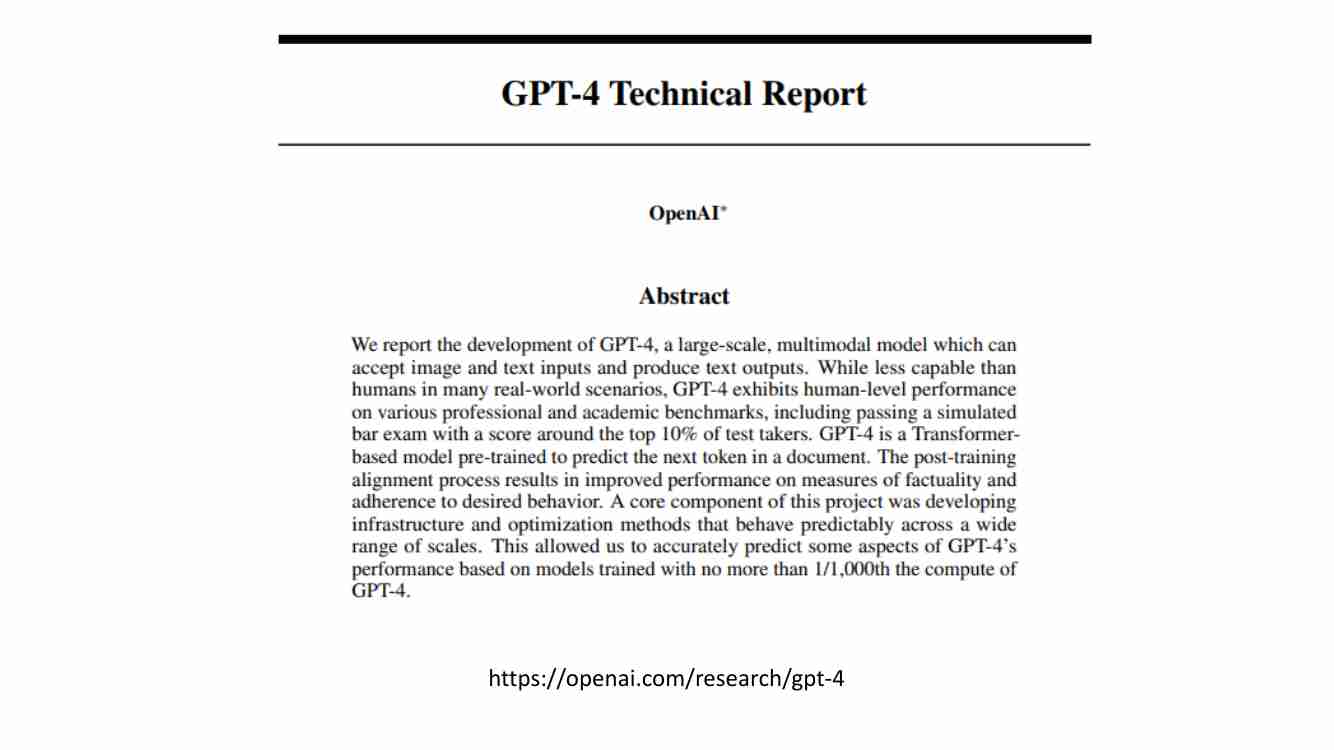 GPT-4 Technical Report
OpenAI*
Abstract
We report the development of GPT-4, a large-scale, multimodal model which can
accept image and text inputs and produce text outputs. While less capable than
humans in many real-world scenarios, GPT-4 exhibits human-level performance
on various professional and academic benchmarks, including passing a simulated
bar exam with a score around the top 10% of test takers. GPT-4 is a Transformer-
based model pre-trained to predict the next token in a document. The post-training
alignment process results in improved performance on measures of factuality and
adherence to desired behavior. A core component of this project was developing
infrastructure and optimization methods that behave predictably across a wide
range of scales. This allowed us to accurately predict some aspects of GPT-4's
performance based on models trained with no more than 1/1,000th the compute of
GPT-4.
https://openai.com/research/gpt-4